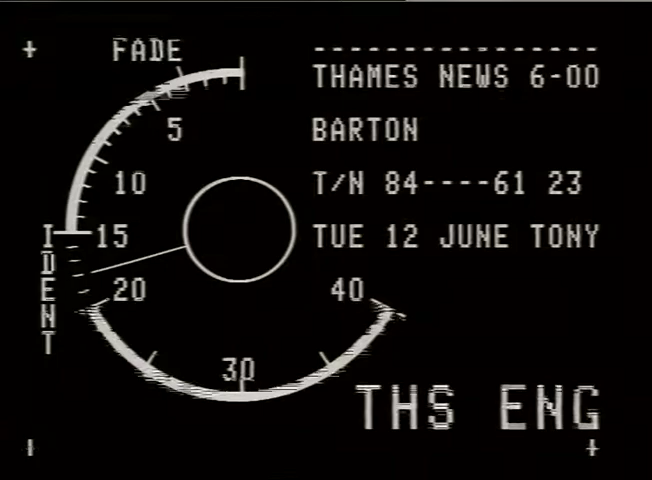 FADE
----------------
THAMES NEWS 6-00
5
BARTON
10
T/N 84----61 23
15
TUE 12 JUNE TONY
IDENT
20
40
30
THS ENG